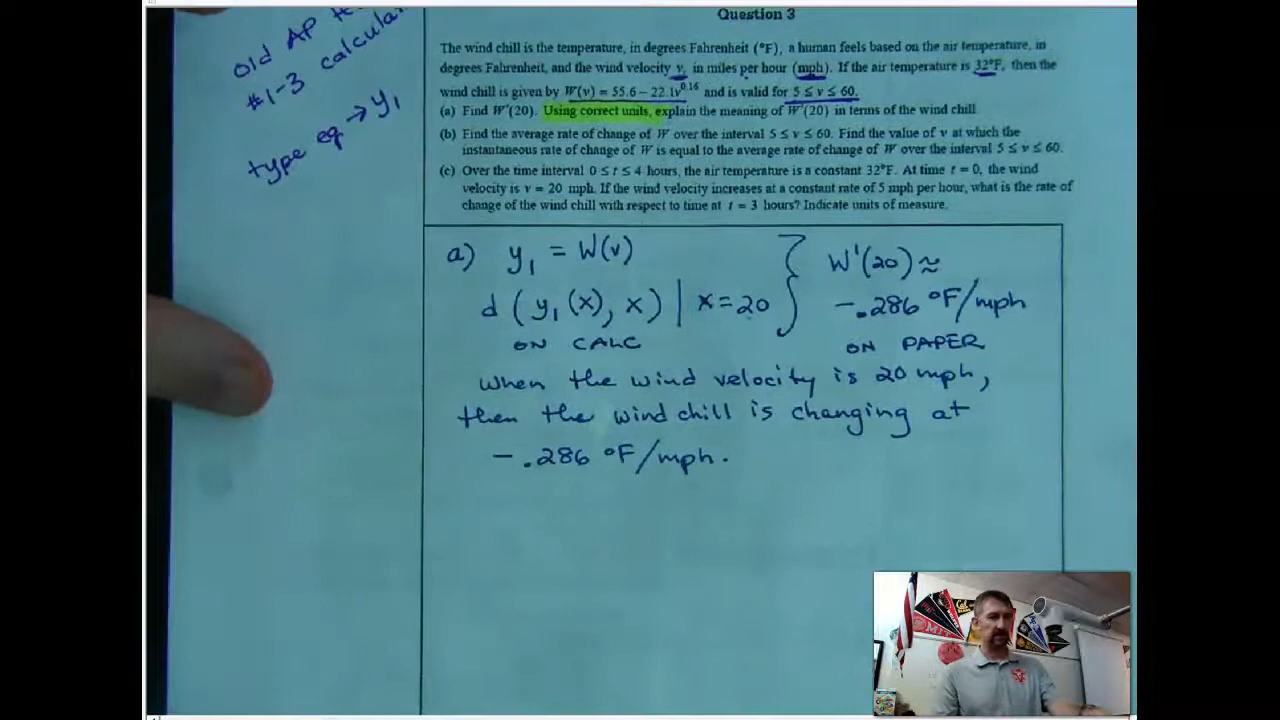 Question 3
old AP
#1-3 calcula
type eq → y₁
The wind chill is the temperature, in degrees Fahrenheit (°F), a human feels based on the air temperature, in
degrees Fahrenheit, and the wind velocity v, in miles per hour (mph). If the air temperature is 32°F, then the
wind chill is given by W(v) = 55.6 − 22.1v^0.16 and is valid for 5 ≤ v ≤ 60.
(a) Find W′(20). Using correct units, explain the meaning of W′(20) in terms of the wind chill
(b) Find the average rate of change of W over the interval 5 ≤ v ≤ 60. Find the value of v at which the
instantaneous rate of change of W is equal to the average rate of change of W over the interval 5 ≤ v ≤ 60.
(c) Over the time interval 0 ≤ t ≤ 4 hours, the air temperature is a constant 32°F. At time t = 0, the wind
velocity is v = 20 mph. If the wind velocity increases at a constant rate of 5 mph per hour, what is the rate of
change of the wind chill with respect to time at t = 3 hours? Indicate units of measure.
a) y₁ = W(v) } W'(20) ≈
d (y₁(x), x) | x=20 -.286 °F/mph
ON CALC ON PAPER
When the wind velocity is 20 mph,
then the wind chill is changing at
-.286 °F/mph.